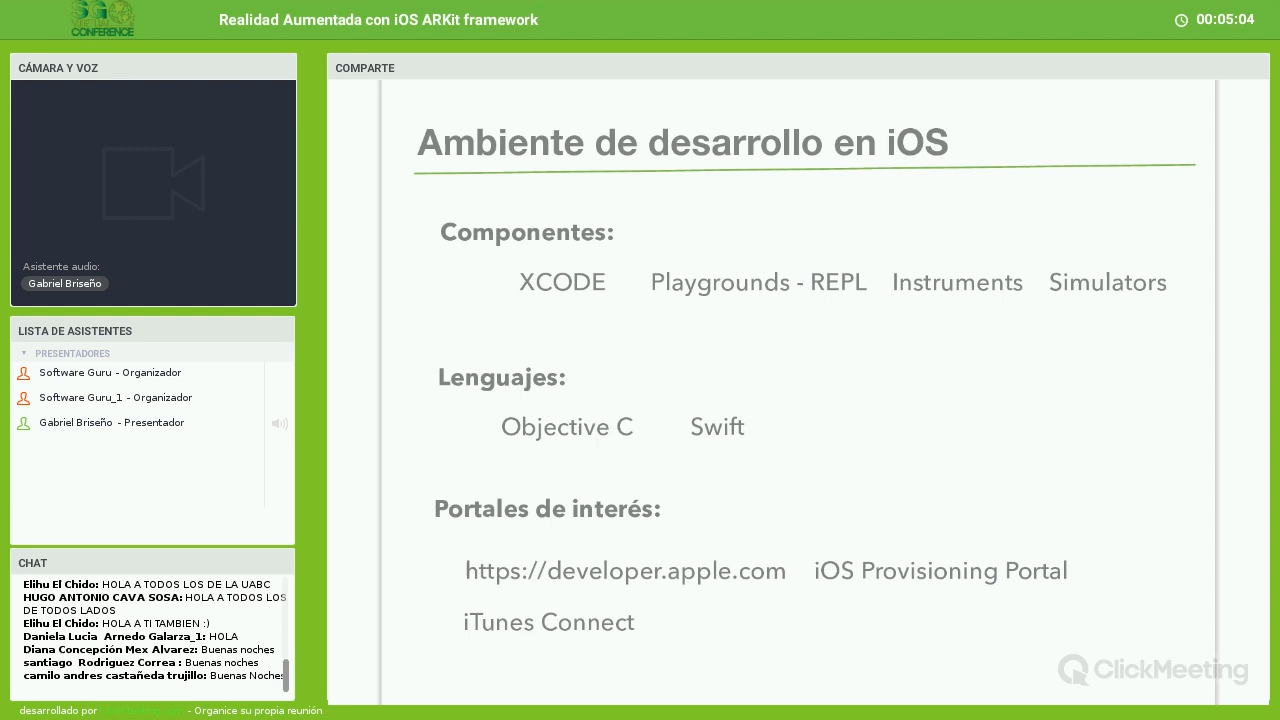 SG VIRTUAL CONFERENCE
Realidad Aumentada con iOS ARKit framework
00:05:04
CÁMARA Y VOZ
Asistente audio:
Gabriel Briseño
LISTA DE ASISTENTES
PRESENTADORES
Software Guru - Organizador
Software Guru_1 - Organizador
Gabriel Briseño - Presentador
CHAT
Elihu El Chido: HOLA A TODOS LOS DE LA UABC
HUGO ANTONIO CAVA SOSA: HOLA A TODOS LOS
DE TODOS LADOS
Elihu El Chido: HOLA A TI TAMBIEN :)
Daniela Lucia Arnedo Galarza_1: HOLA
Diana Concepción Mex Alvarez: Buenas noches
santiago Rodriguez Correa : Buenas noches
camilo andres castañeda trujillo: Buenas Noches
desarrollado por - Organice su propia reunión
COMPARTE
Ambiente de desarrollo en iOS
Componentes:
XCODE Playgrounds - REPL Instruments Simulators
Lenguajes:
Objective C Swift
Portales de interés:
https://developer.apple.com iOS Provisioning Portal
iTunes Connect
ClickMeeting